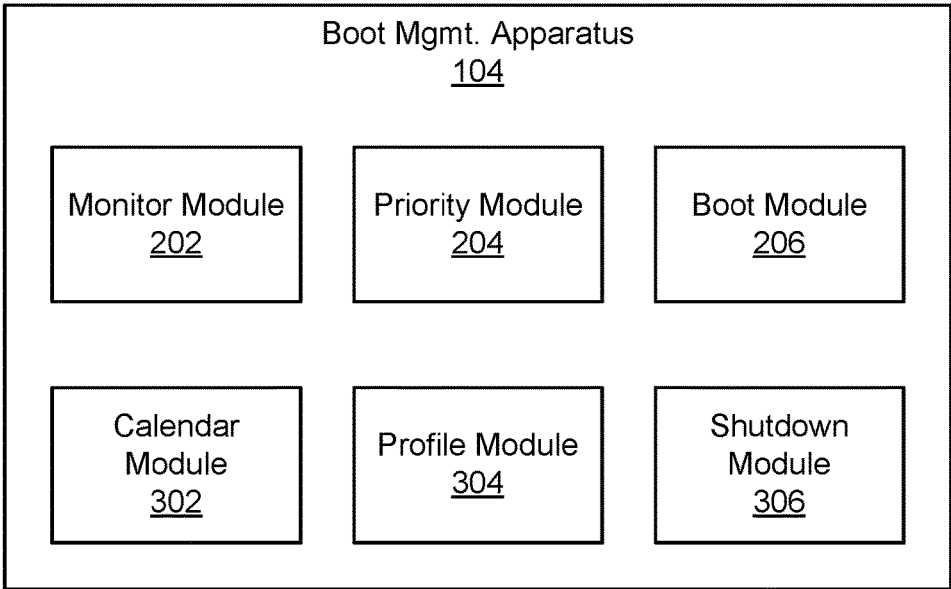 Boot Mgmt. Apparatus
104
Monitor Module
202
Priority Module
204
Boot Module
206
Calendar
Module
302
Profile Module
304
Shutdown
Module
306